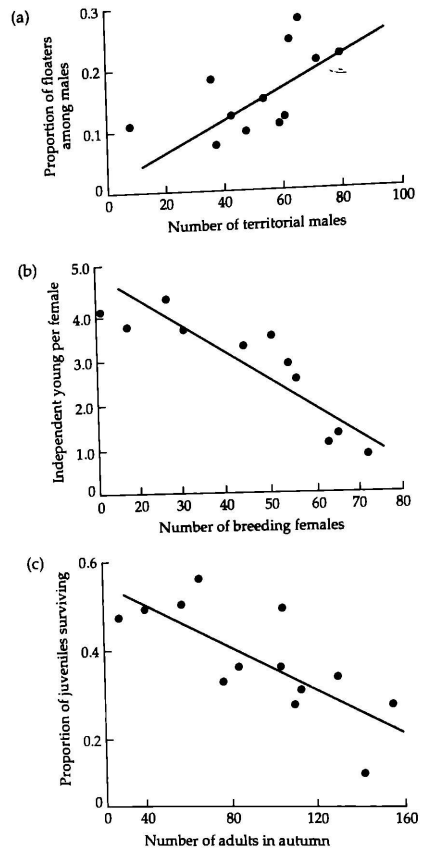 (a)
Proportion of floaters
among males
0.3
0.2
0.1
0
0 20 40 60 80 100
Number of territorial males
(b)
Independent young per female
5.0
4.0
3.0
2.0
1.0
0
0 20 30 40 50 60 70 80
Number of breeding females
(c)
Proportion of juveniles surviving
0.6
0.4
0.2
0
0 40 80 120 160
Number of adults in autumn